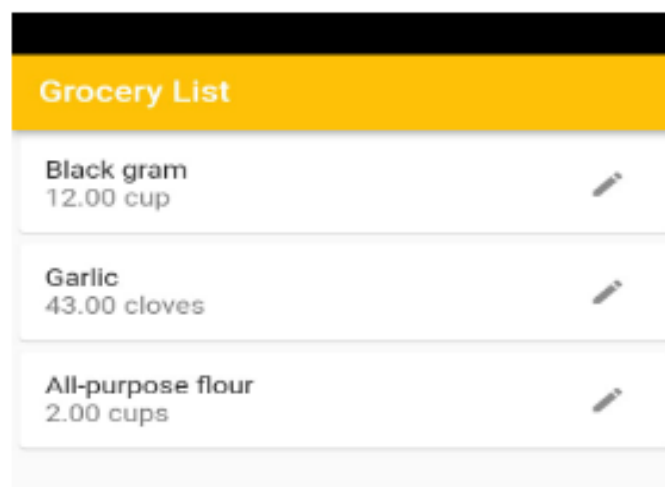 Grocery List
Black gram
12.00 cup
Garlic
43.00 cloves
All-purpose flour
2.00 cups